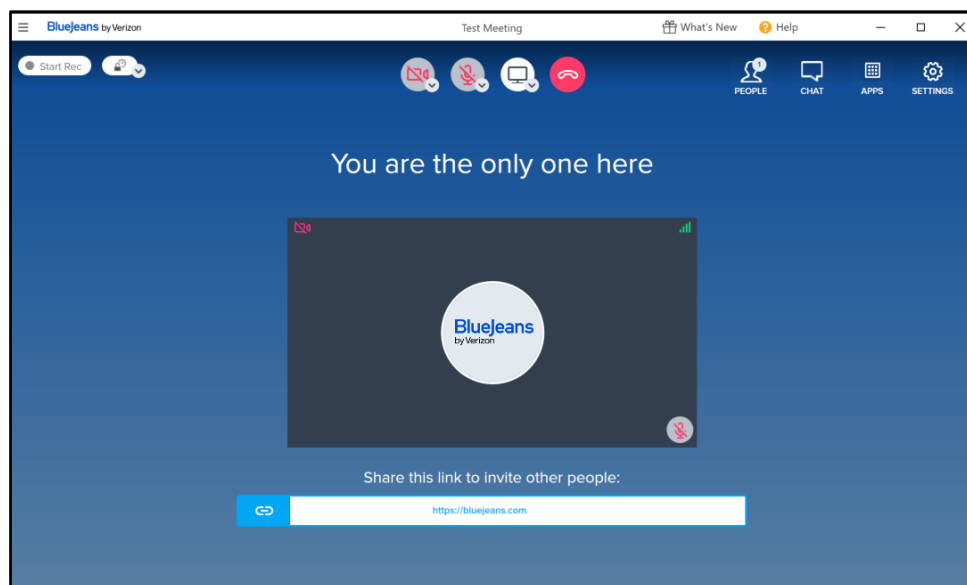 BlueJeans by Verizon
Test Meeting
What's New
Help
Start Rec
1
PEOPLE
CHAT
APPS
SETTINGS
You are the only one here
BlueJeans
by Verizon
Share this link to invite other people:
https://bluejeans.com